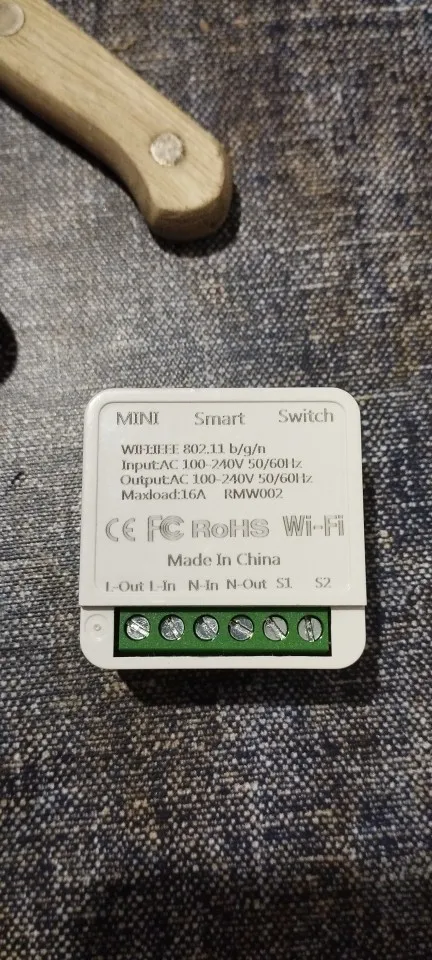 MINI Smart Switch
WIFI:IEEE 802.11 b/g/n
Input:AC 100-240V 50/60Hz
Output:AC 100-240V 50/60Hz
Maxload:16A RMW002
CE FC RoHS Wi-Fi
Made In China
L-Out L-In N-In N-Out S1 S2